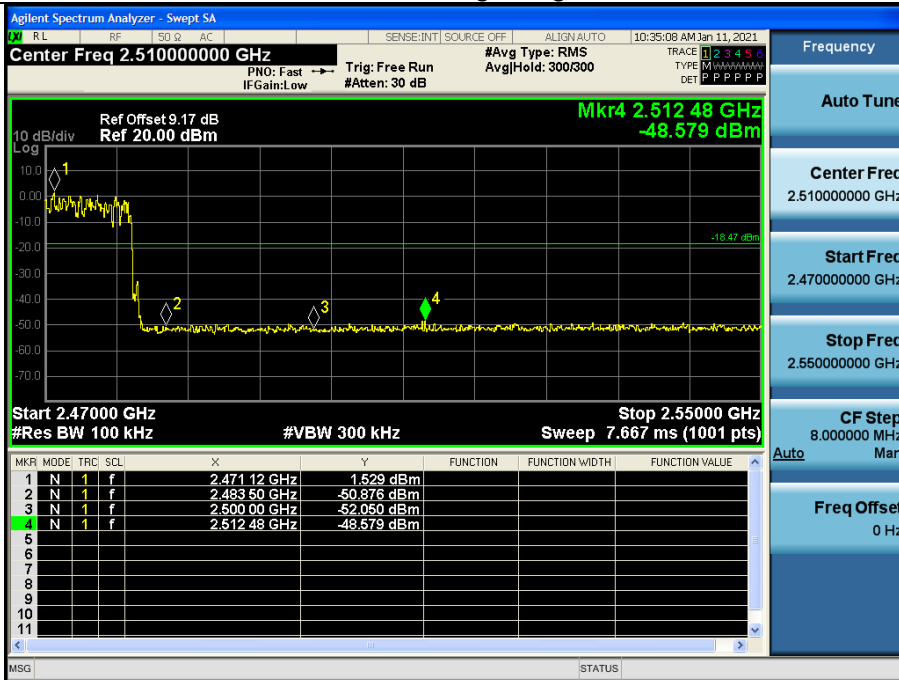 Agilent Spectrum Analyzer - Swept SA
RL RF 50 Ω AC SENSE:INT SOURCE OFF ALIGN AUTO 10:35:08 AM Jan 11, 2021
Center Freq 2.510000000 GHz
PNO: Fast
IFGain:Low
Trig: Free Run
#Atten: 30 dB
#Avg Type: RMS
Avg|Hold: 300/300
TRACE 1 2 3 4 5 6
TYPE M
DET P P P P P P
Frequency
Auto Tune
Center Freq
2.510000000 GHz
Start Freq
2.470000000 GHz
Stop Freq
2.550000000 GHz
CF Step
8.000000 MHz
Auto Man
Freq Offset
0 Hz
Mkr4 2.512 48 GHz
-48.579 dBm
Ref Offset 9.17 dB
10 dB/div Ref 20.00 dBm
Log
10.0
0.00
-10.0
-20.0
-30.0
-40.0
-50.0
-60.0
-70.0
1
2
3
4
-18.47 dBm
Start 2.47000 GHz Stop 2.55000 GHz
#Res BW 100 kHz #VBW 300 kHz Sweep 7.667 ms (1001 pts)
MKR MODE TRC SCL X Y FUNCTION FUNCTION WIDTH FUNCTION VALUE
1 N 1 f 2.471 12 GHz 1.529 dBm
2 N 1 f 2.483 50 GHz -50.876 dBm
3 N 1 f 2.500 00 GHz -52.050 dBm
4 N 1 f 2.512 48 GHz -48.579 dBm
5
6
7
8
9
10
11
MSG STATUS